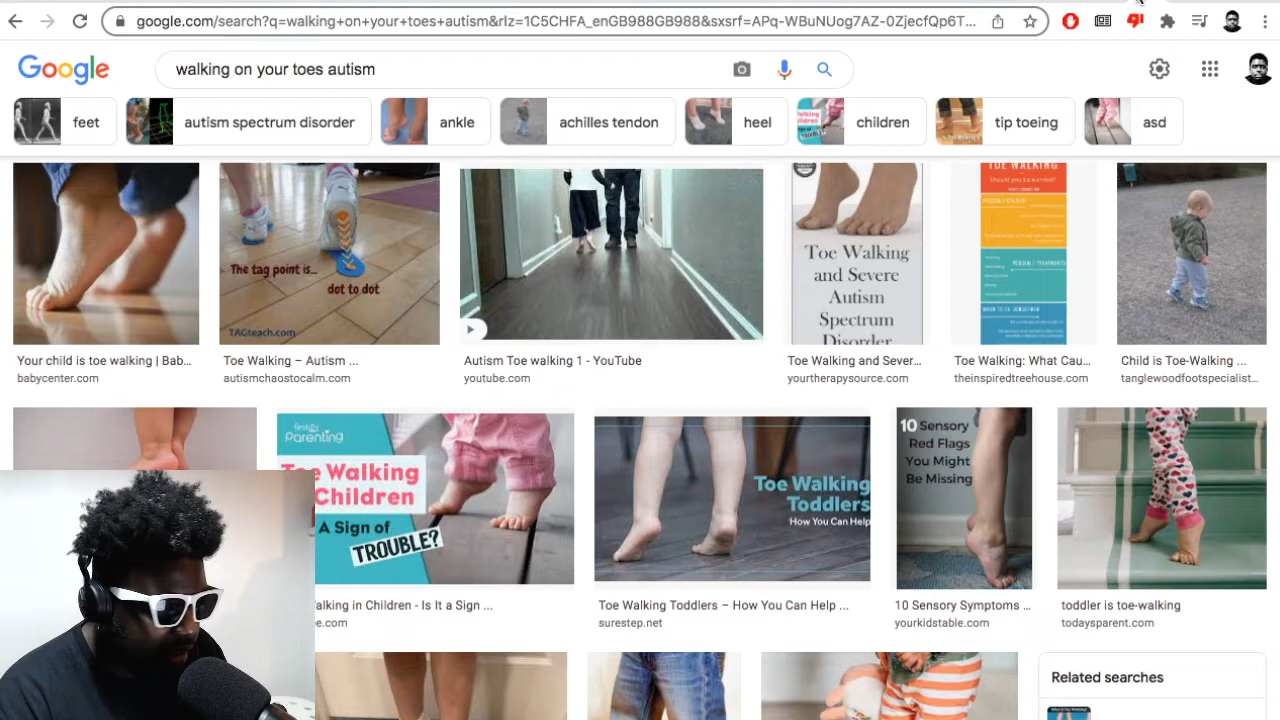 google.com/search?q=walking+on+your+toes+autism&rlz=1C5CHFA_enGB988GB988&sxsrf=APq-WBuNUog7AZ-0ZjecfQp6T...
Google
walking on your toes autism
feet
autism spectrum disorder
ankle
achilles tendon
heel
children
tip toeing
asd
The tag point is...
dot to dot
TAGteach.com
Toe Walking
and Severe
Autism
Spectrum
Disorder
TOE WALKING
Should you be worried?
Your child is toe walking | Bab...
babycenter.com
Toe Walking – Autism ...
autismchaostocalm.com
Autism Toe walking 1 - YouTube
youtube.com
Toe Walking and Sever...
yourtherapysource.com
Toe Walking: What Cau...
theinspiredtreehouse.com
Child is Toe-Walking ...
tanglewoodfootspecialist...
firstcry
Parenting
Toe Walking
Children
A Sign of
TROUBLE?
Toe Walking
Toddlers
How You Can Help
10 Sensory
Red Flags
You Might
Be Missing
alking in Children - Is It a Sign ...
e.com
Toe Walking Toddlers – How You Can Help ...
surestep.net
10 Sensory Symptoms ...
yourkidstable.com
toddler is toe-walking
todaysparent.com
Related searches